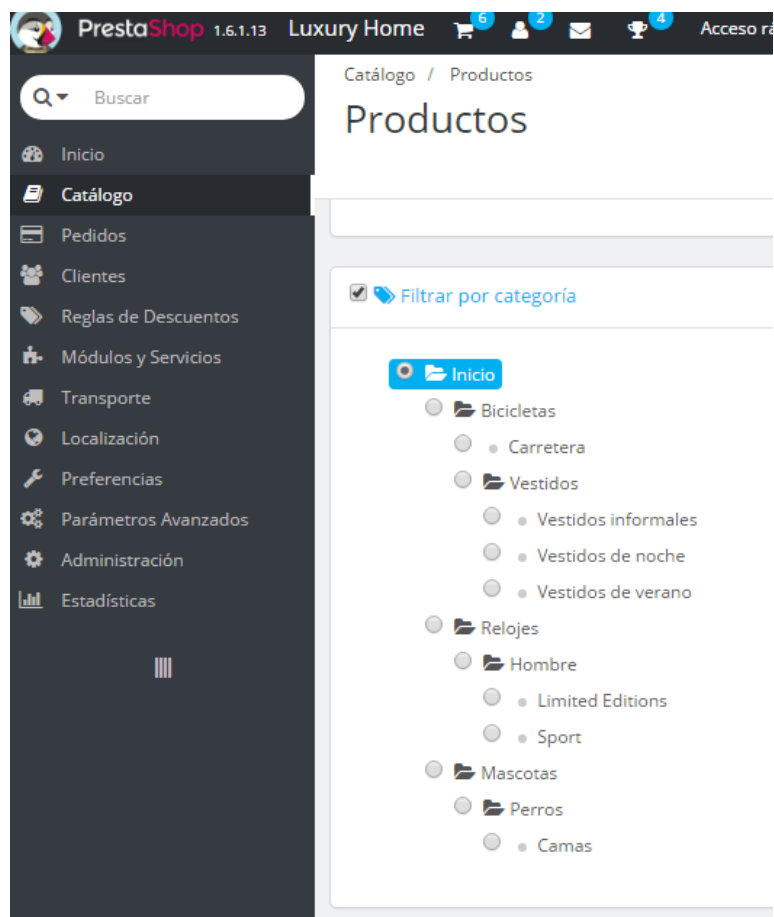 PrestaShop 1.6.1.13 Luxury Home 6 2 4
Buscar
Inicio
Catálogo
Pedidos
Clientes
Reglas de Descuentos
Módulos y Servicios
Transporte
Localización
Preferencias
Parámetros Avanzados
Administración
Estadísticas
Catálogo / Productos
Productos
Filtrar por categoría
Inicio
Bicicletas
Carretera
Vestidos
Vestidos informales
Vestidos de noche
Vestidos de verano
Relojes
Hombre
Limited Editions
Sport
Mascotas
Perros
Camas